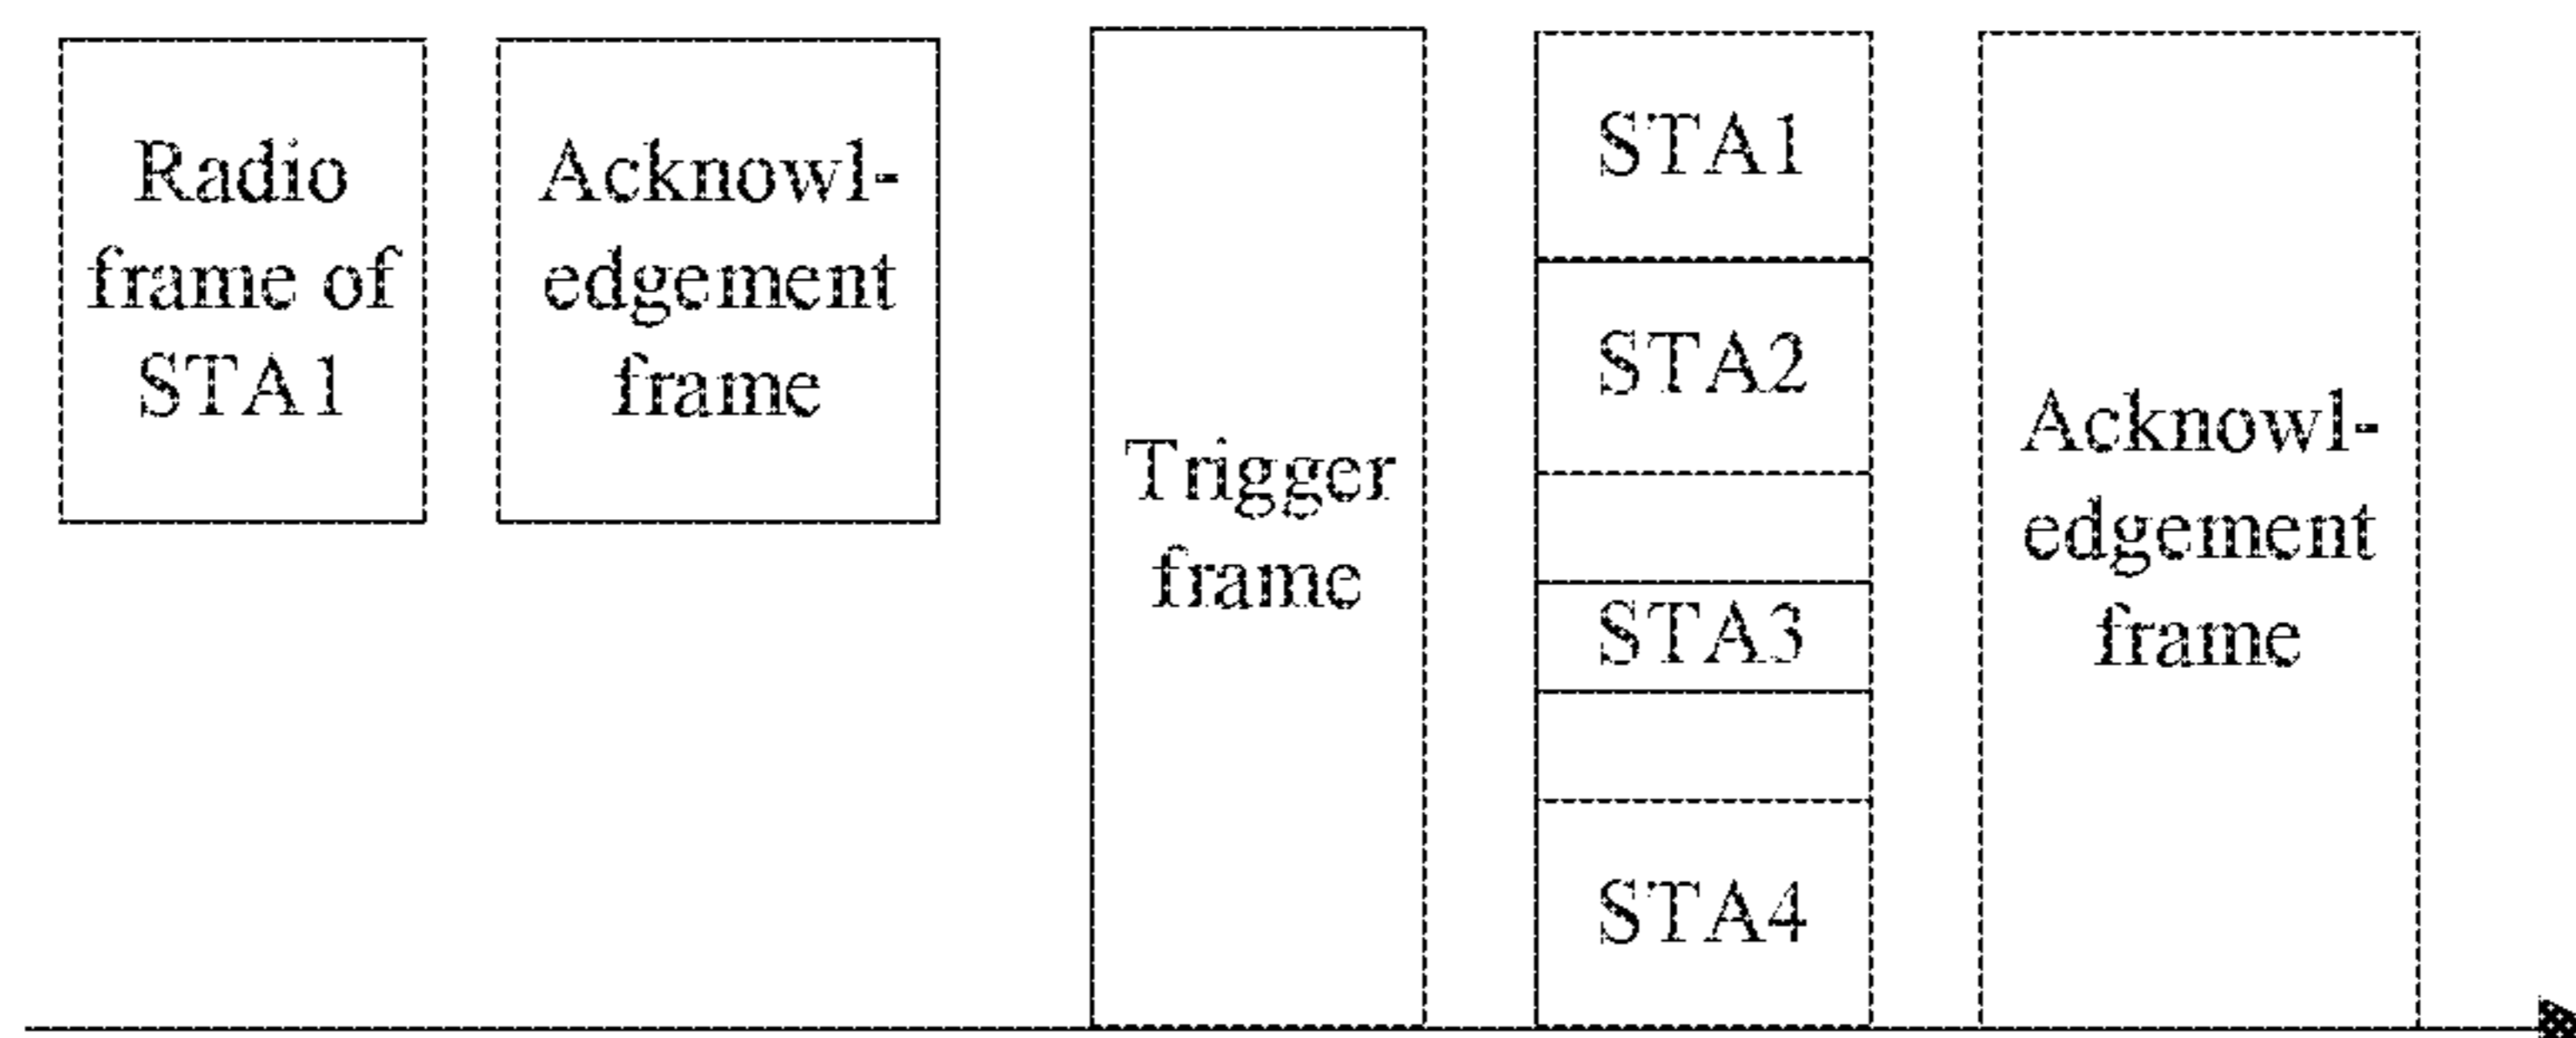 Radio
frame of
STA1
Acknowl-
edgement
frame
Trigger
frame
STA1
STA2
STA3
STA4
Acknowl-
edgement
frame